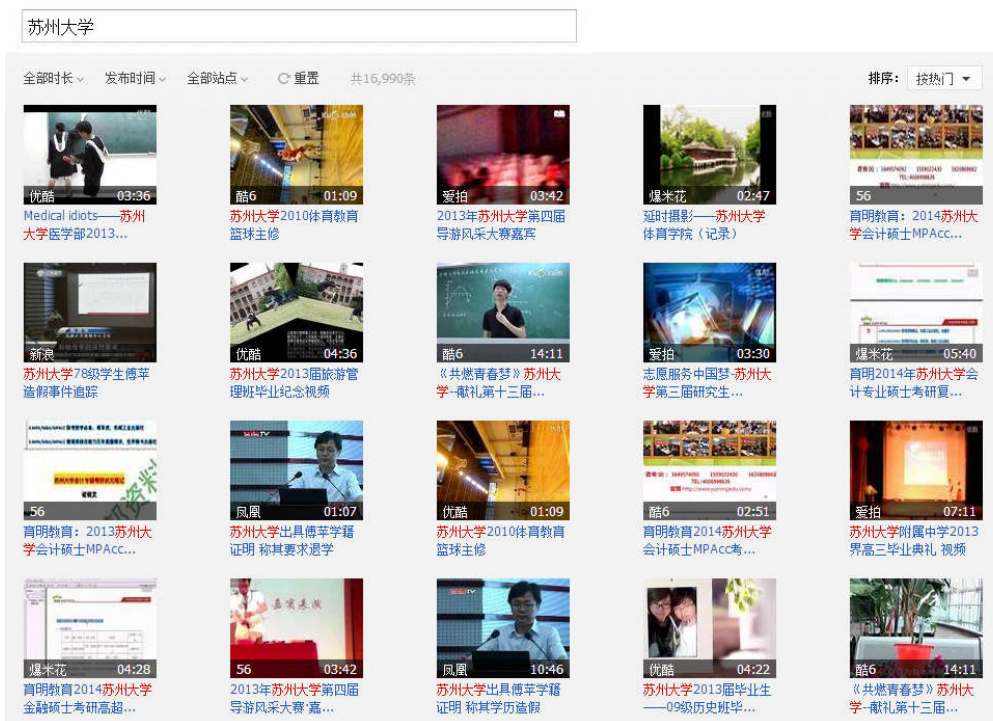 苏州大学
全部时长 发布时间 全部站点 重置 共16,990条 排序： 按热门
优酷 03:36
酷6 01:09
爱拍 03:42
爆米花 02:47
56
Medical idiots——苏州
大学医学部2013...
苏州大学2010体育教育
篮球主修
2013年苏州大学第四届
导游风采大赛嘉宾
延时摄影——苏州大学
体育学院（记录）
育明教育：2014苏州大
学会计硕士MPAcc...
新浪
优酷 04:36
酷6 14:11
爱拍 03:30
爆米花 05:40
苏州大学78级学生傅苹
造假事件追踪
苏州大学2013届旅游管
理班毕业纪念视频
《共燃青春梦》苏州大
学--献礼第十三届...
志愿服务中国梦-苏州大
学第三届研究生...
育明2014年苏州大学会
计专业硕士考研复...
56
凤凰 01:07
优酷 01:09
酷6 02:51
爱拍 07:11
育明教育：2013苏州大
学会计硕士MPAcc...
苏州大学出具傅苹学籍
证明 称其要求退学
苏州大学2010体育教育
篮球主修
育明教育2014苏州大学
会计硕士MPAcc考...
苏州大学附属中学2013
界高三毕业典礼 视频
嘉宾表演
爆米花 04:28
56 03:42
凤凰 10:46
优酷 04:22
酷6 14:11
育明教育2014苏州大学
金融硕士考研高超...
2013年苏州大学第四届
导游风采大赛·嘉...
苏州大学出具傅苹学籍
证明 称其学历造假
苏州大学2013届毕业生
——09级历史班毕...
《共燃青春梦》苏州大
学--献礼第十三届...